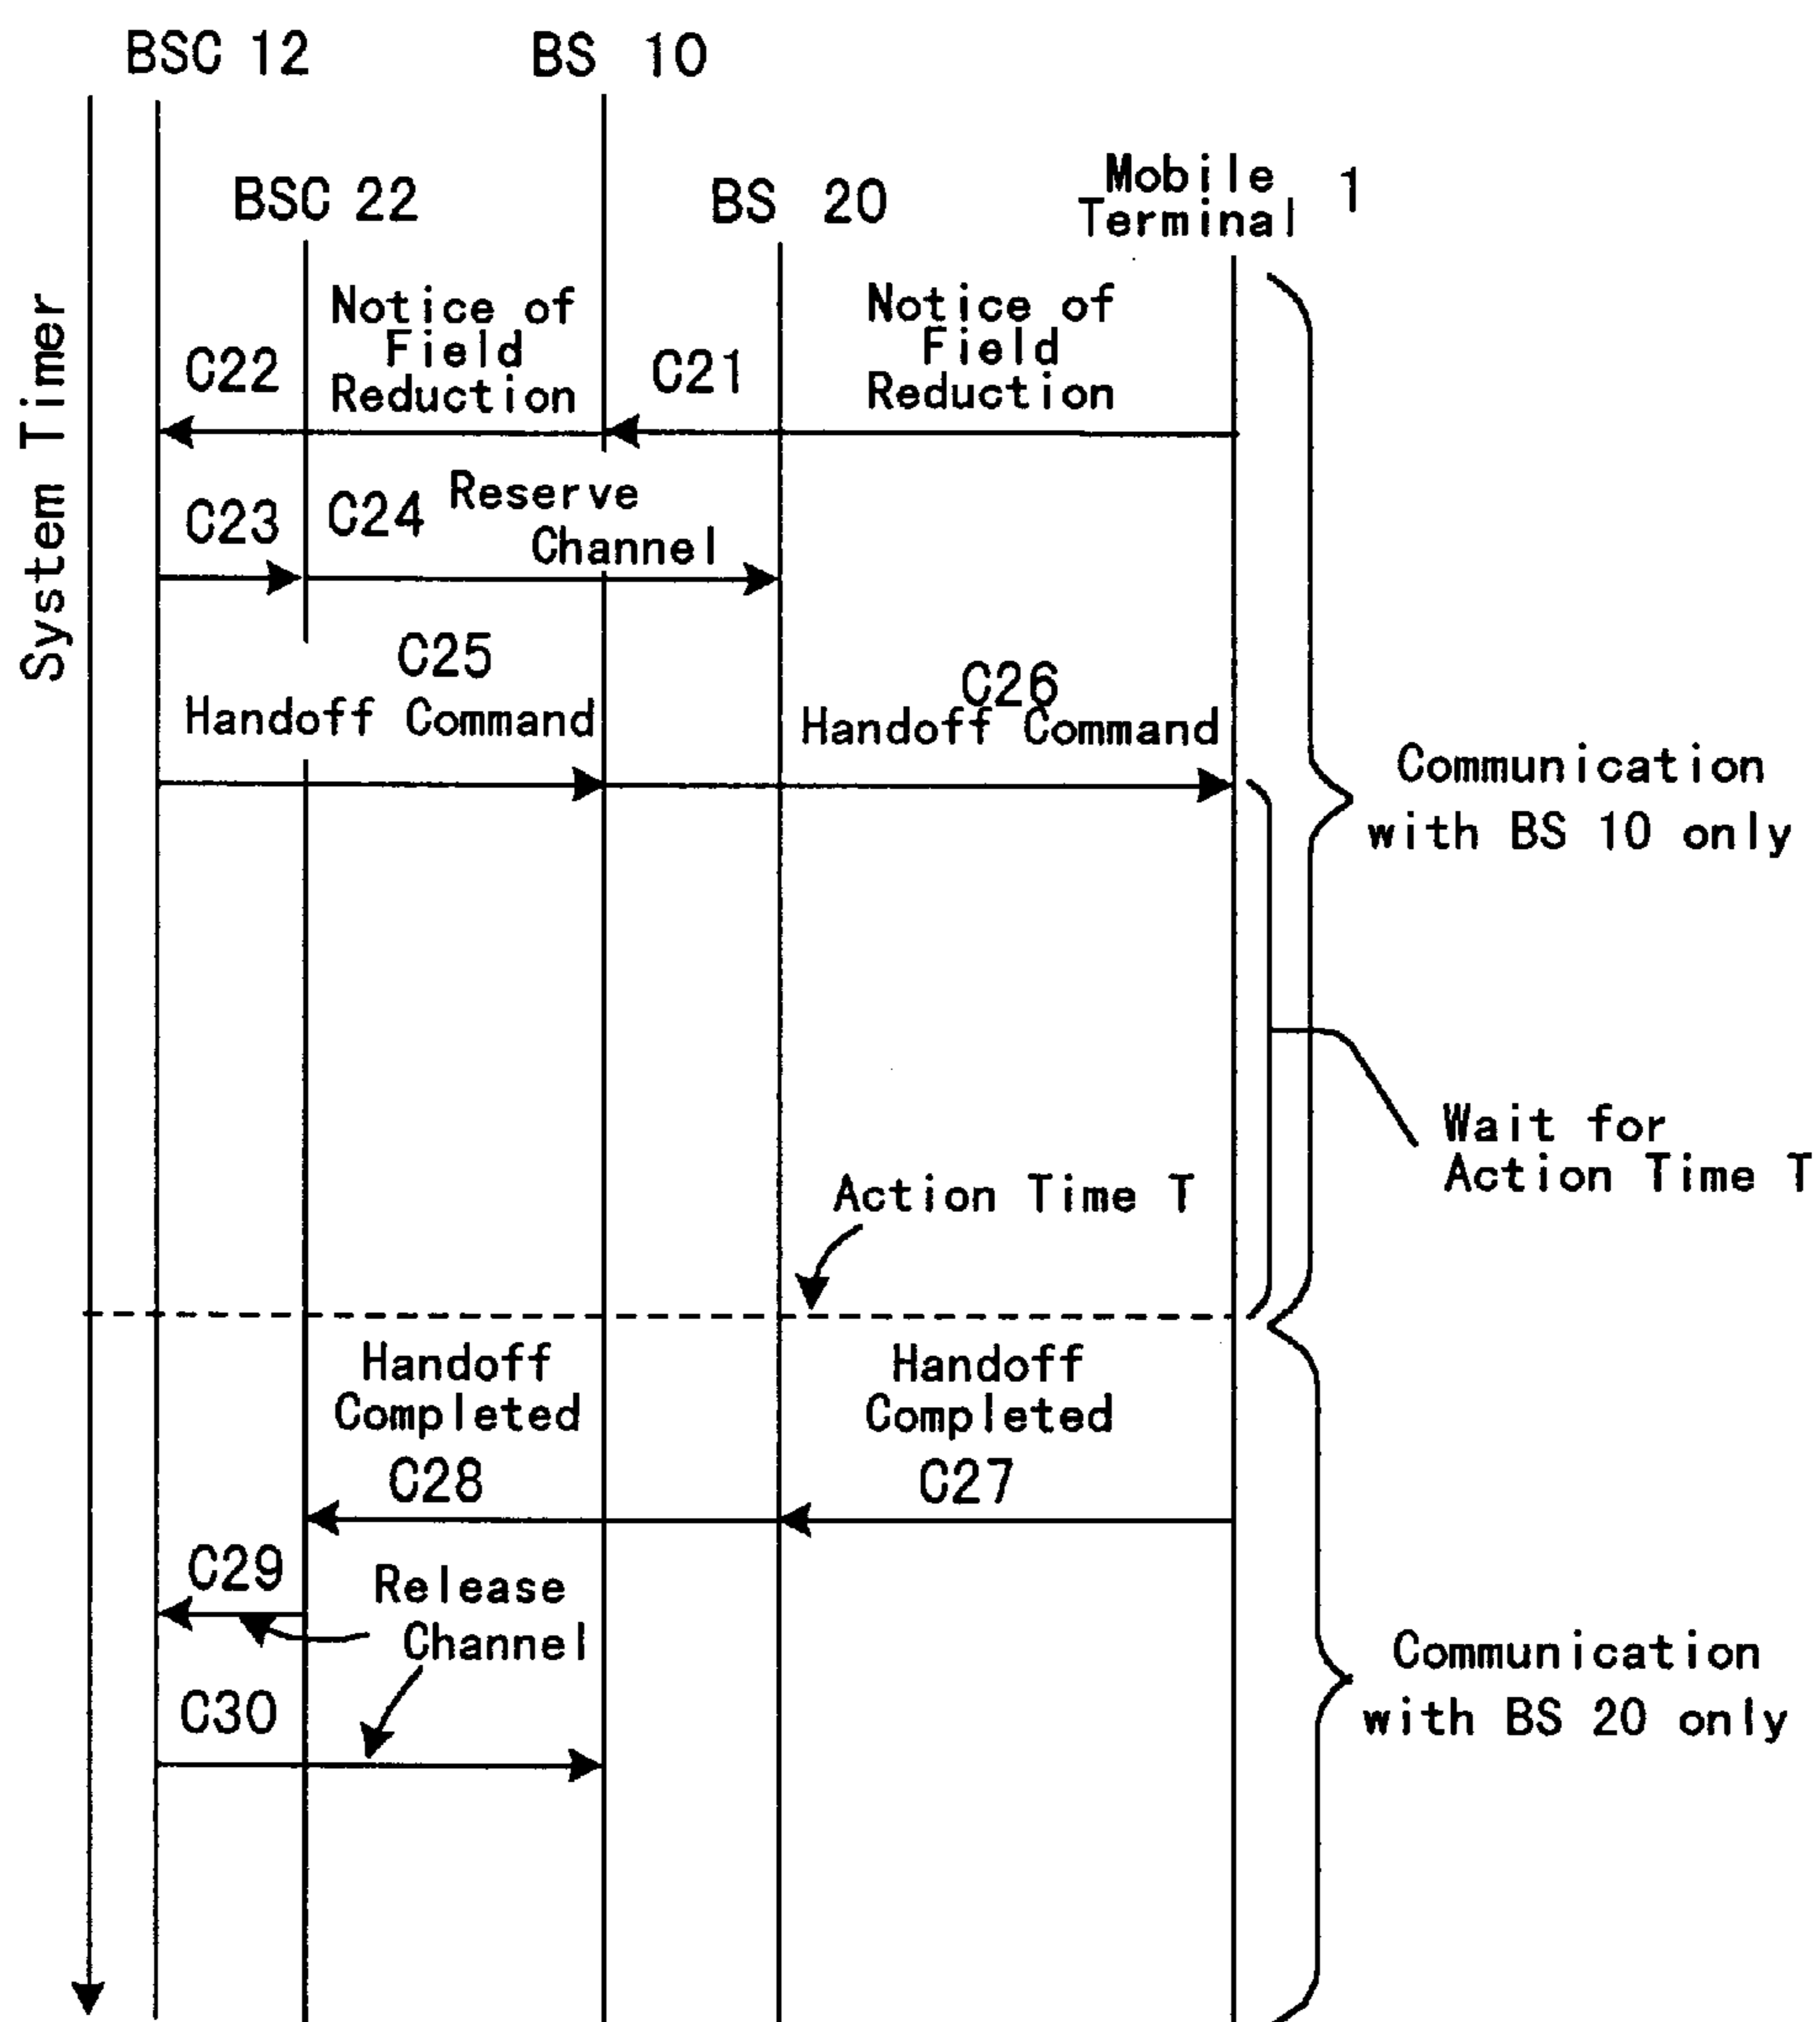 BSC 12
BS 10
BSC 22
BS 20
Mobile
Terminal 1
System Timer
Notice of
Field
Reduction
C22
C21
Notice of
Field
Reduction
C23
C24
Reserve
Channel
C25
Handoff Command
C26
Handoff Command
Communication
with BS 10 only
Wait for
Action Time T
Action Time T
Handoff
Completed
C28
Handoff
Completed
C27
C29
Release
Channel
C30
Communication
with BS 20 only